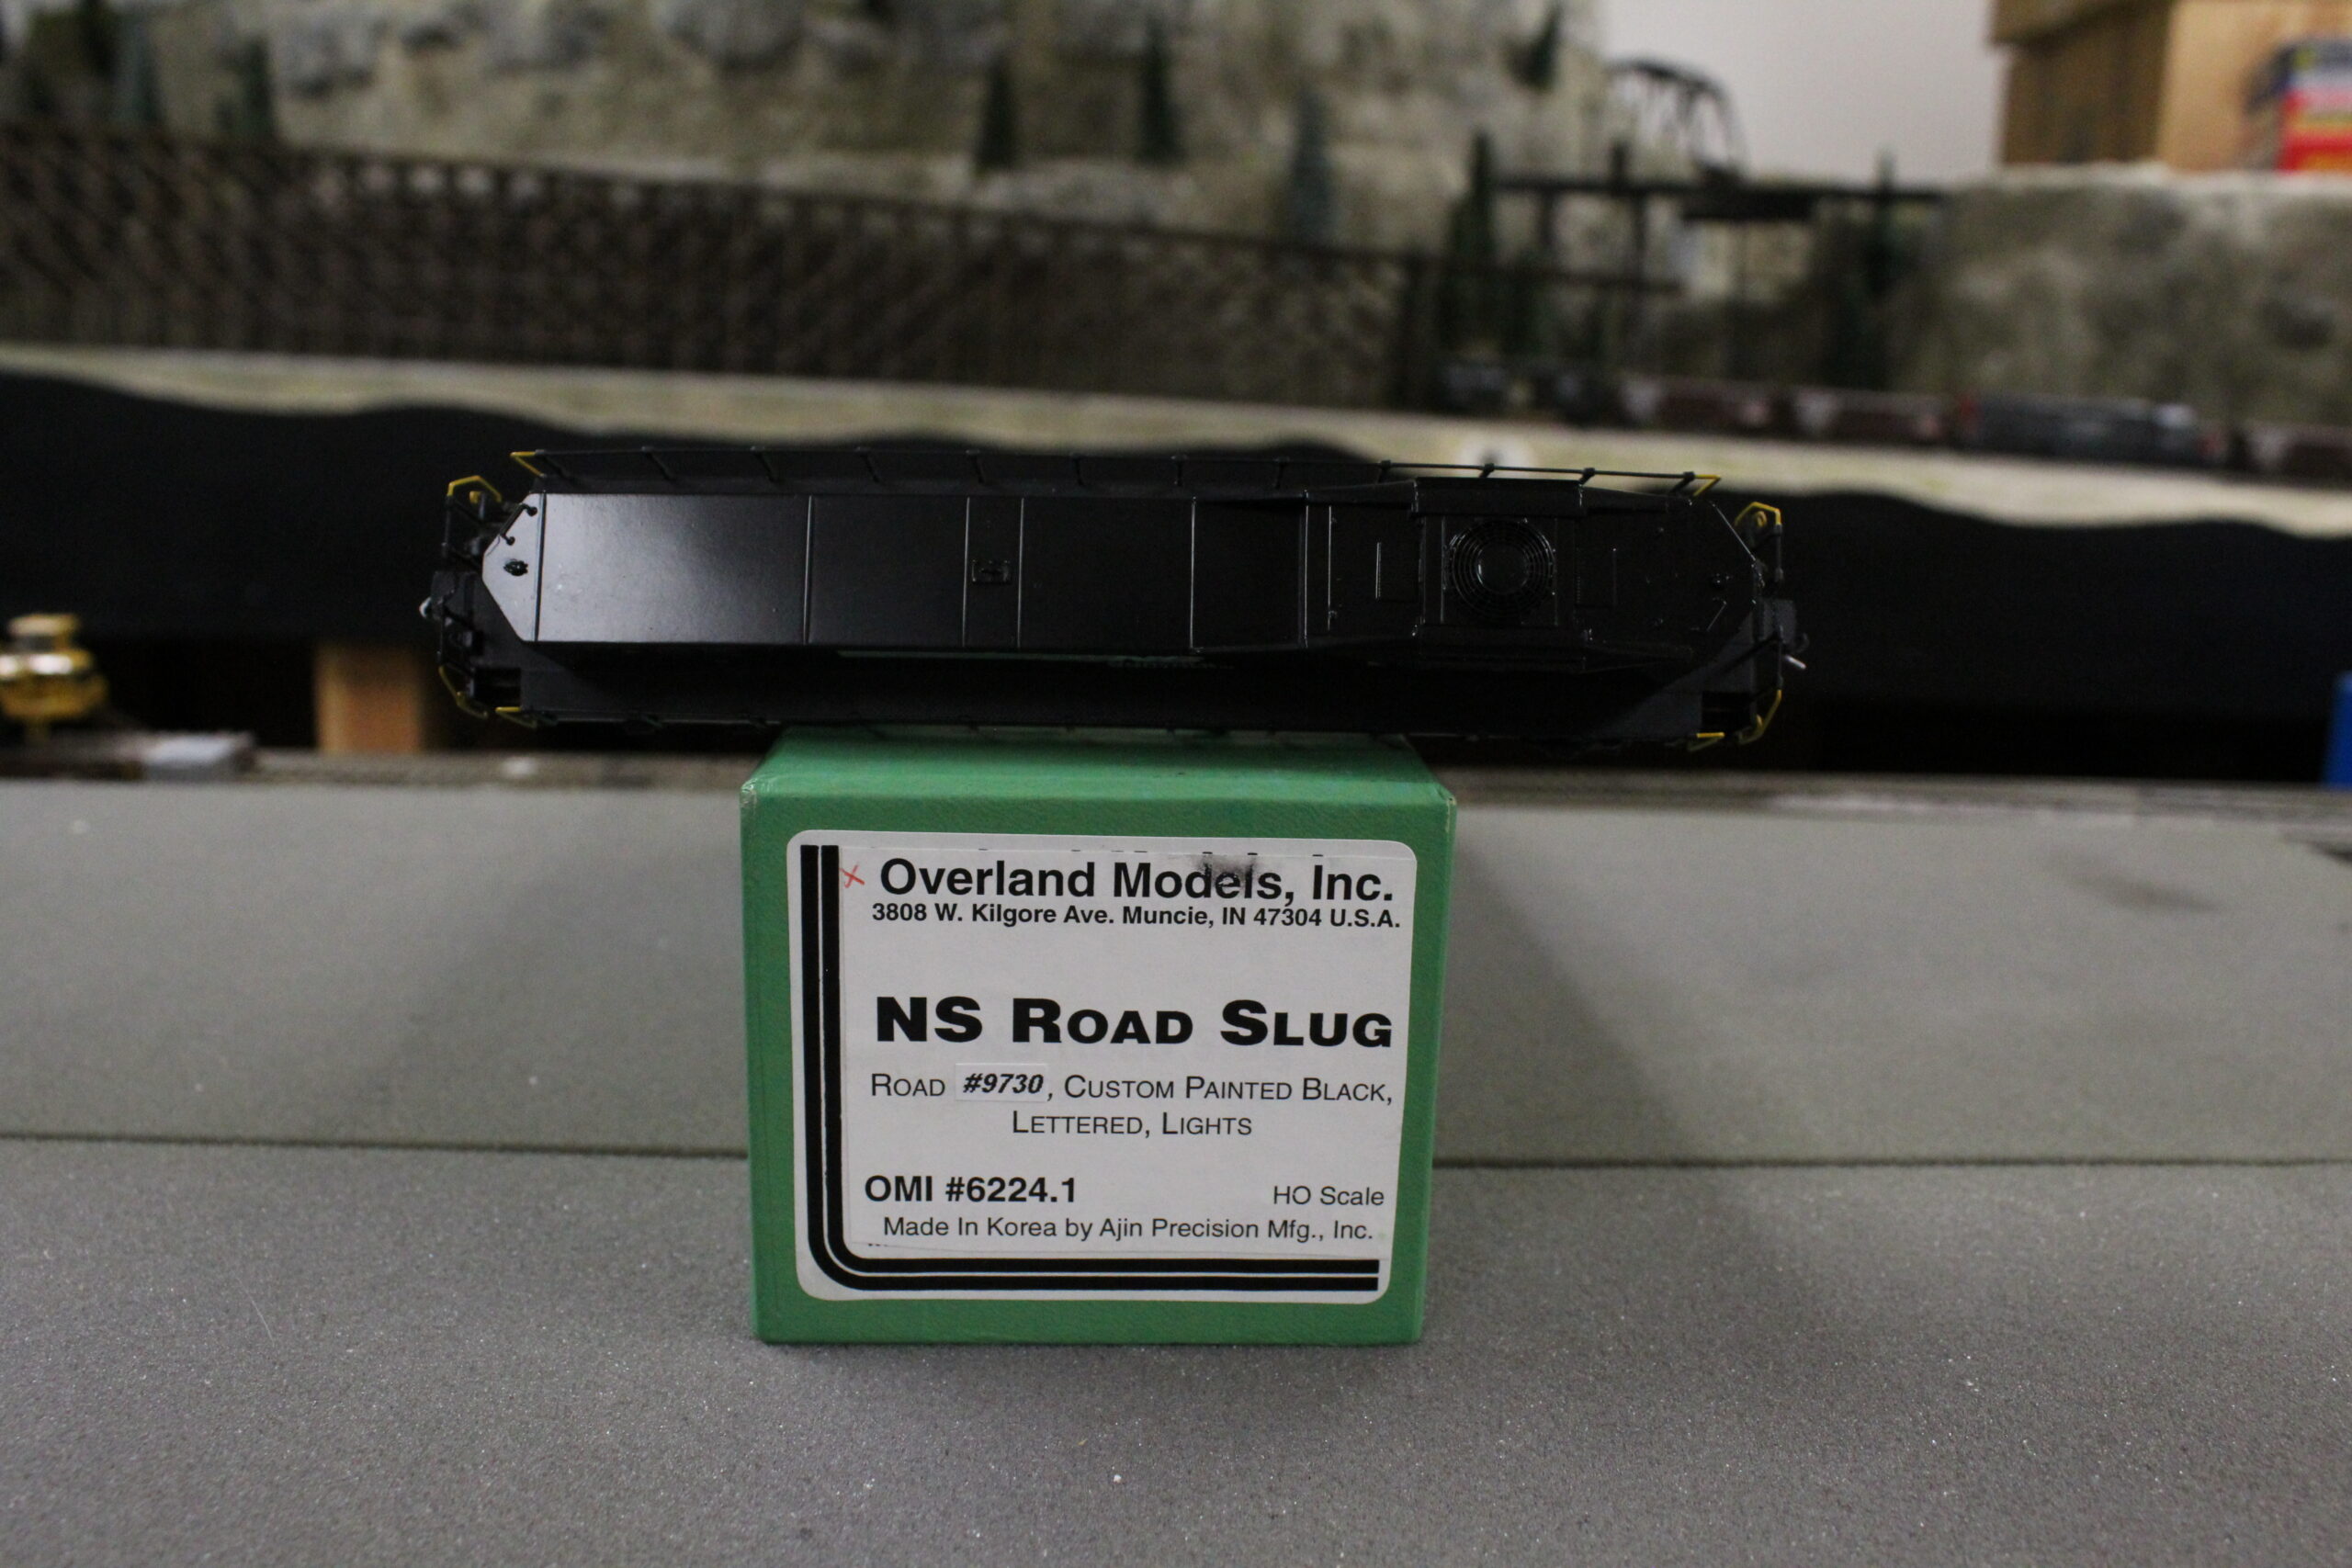 Overland Models, Inc.
3808 W. Kilgore Ave. Muncie, IN 47304 U.S.A.
NS ROAD SLUG
ROAD #9730, CUSTOM PAINTED BLACK,
LETTERED, LIGHTS
OMI #6224.1 HO Scale
Made In Korea by Ajin Precision Mfg., Inc.